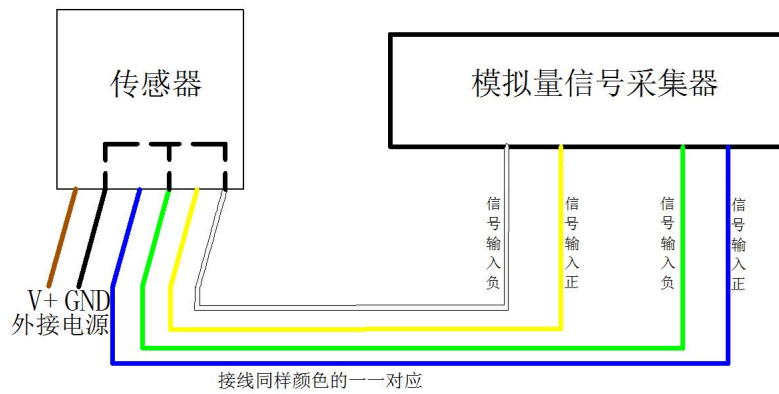 传感器
模拟量信号采集器
信号输入负
信号输入正
信号输入负
信号输入正
V+ GND
外接电源
接线同样颜色的一一对应